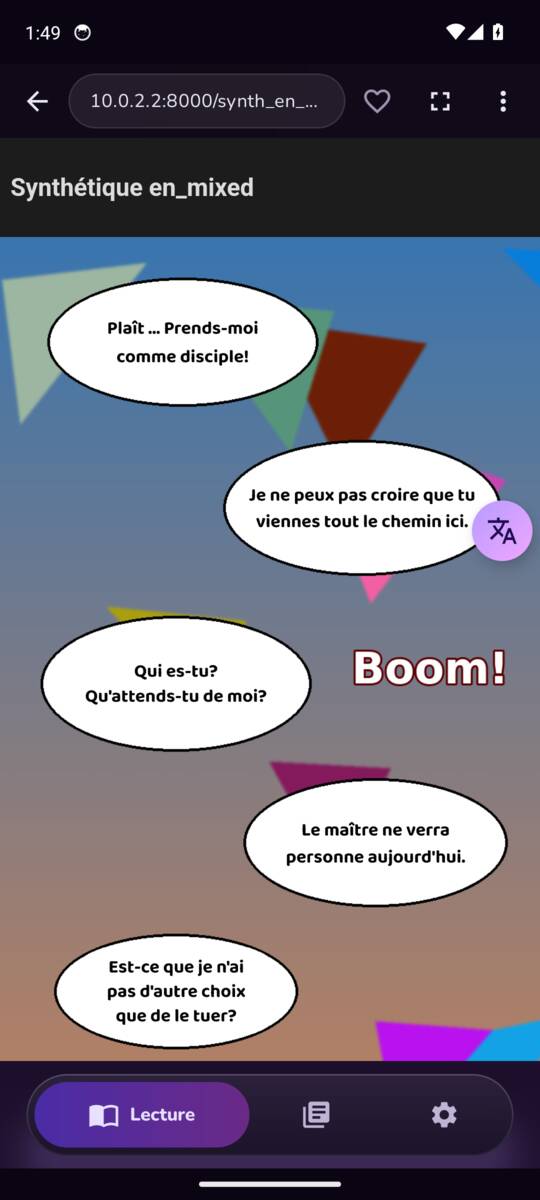 1:49
10.0.2.2:8000/synth_en_...
Synthétique en_mixed
Plaît ... Prends-moi
comme disciple!
Je ne peux pas croire que tu
viennes tout le chemin ici.
Qui es-tu?
Qu'attends-tu de moi?
Boom!
Le maître ne verra
personne aujourd'hui.
Est-ce que je n'ai
pas d'autre choix
que de le tuer?
Lecture